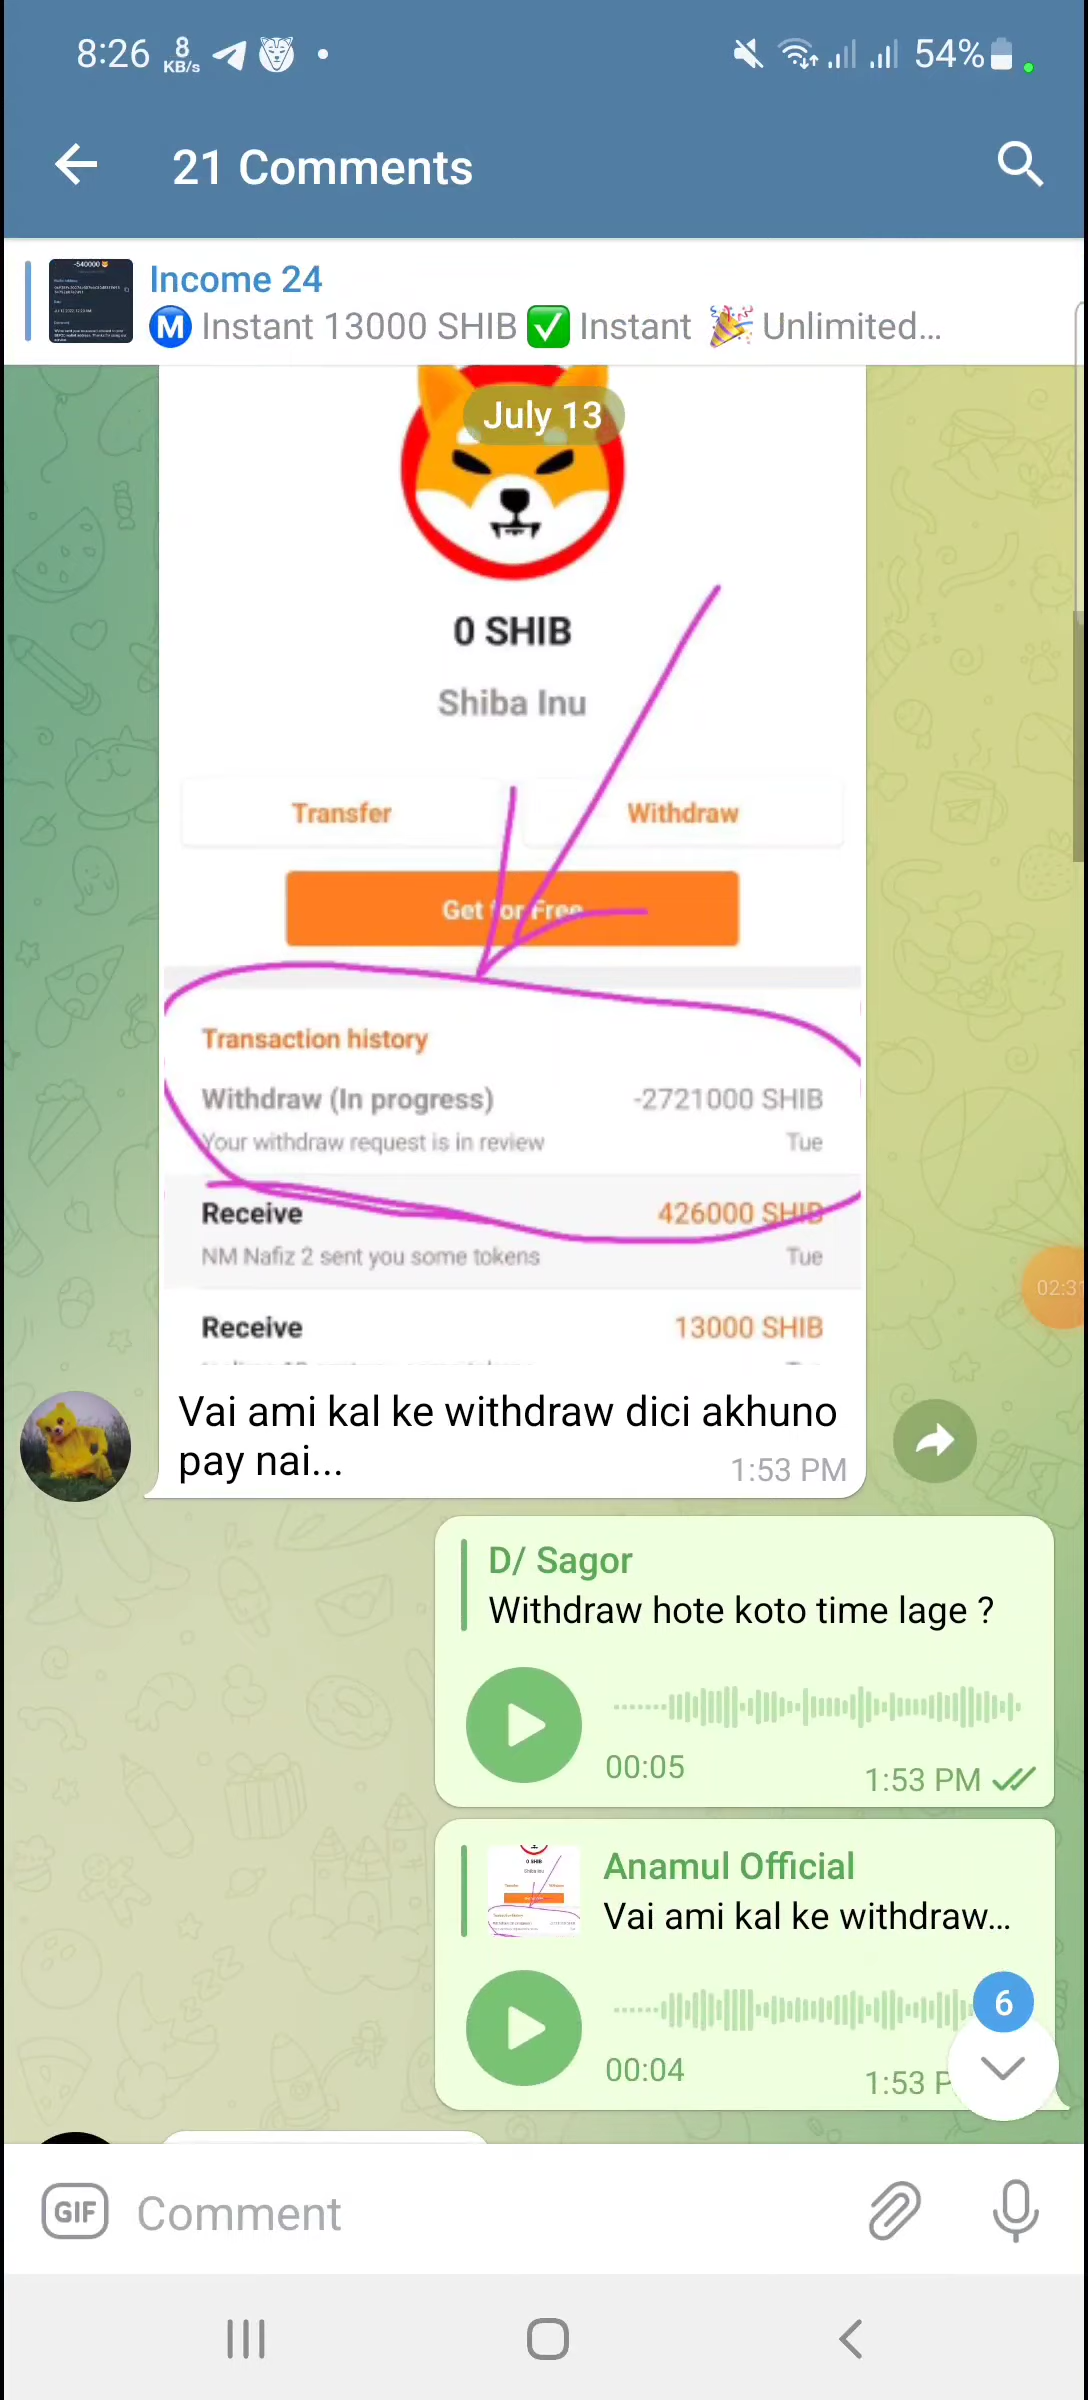 8:26 8 KB/s 54%
21 Comments
Income 24
M Instant 13000 SHIB ✅ Instant 🎉 Unlimited...
July 13
0 SHIB
Shiba Inu
Transfer Withdraw
Get for Free
Transaction history
Withdraw (In progress) -2721000 SHIB
Your withdraw request is in review Tue
Receive 426000 SHIB
NM Nafiz 2 sent you some tokens Tue
Receive 13000 SHIB
02:31
Vai ami kal ke withdraw dici akhuno
pay nai...
1:53 PM
D/ Sagor
Withdraw hote koto time lage ?
00:05 1:53 PM
Anamul Official
Vai ami kal ke withdraw...
6
00:04 1:53 P
GIF Comment